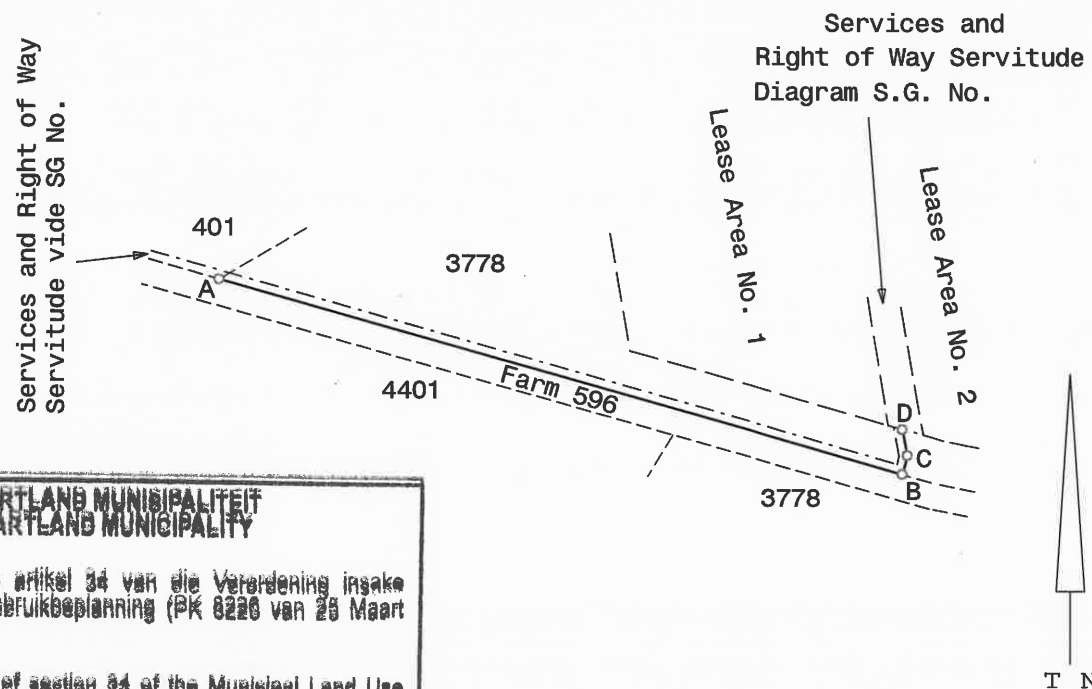 Services and
Right of Way Servitude
Diagram S.G. No.
Services and Right of Way
Servitude vide SG No.
Lease Area No. 1
Lease Area No. 2
401
3778
A
Farm 596
4401
D
C
B
3778
RTLAND MUNISIPALITEIT
ARTLAND MUNICIPALITY
artikel 34 van die Verordening insake
bruikbeplanning (PK 8226 van 25 Maart
of section 34 of the Municipal Land Use
T N